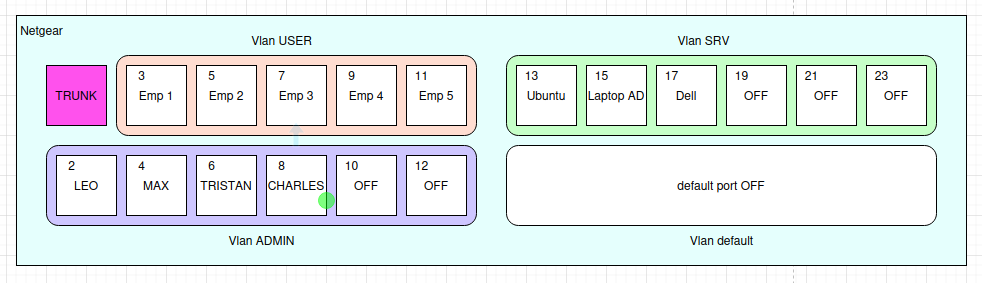 Netgear
Vlan USER
Vlan SRV
TRUNK
3
Emp 1
5
Emp 2
7
Emp 3
9
Emp 4
11
Emp 5
13
Ubuntu
15
Laptop AD
17
Dell
19
OFF
21
OFF
23
OFF
2
LEO
4
MAX
6
TRISTAN
8
CHARLES
10
OFF
12
OFF
default port OFF
Vlan ADMIN
Vlan default